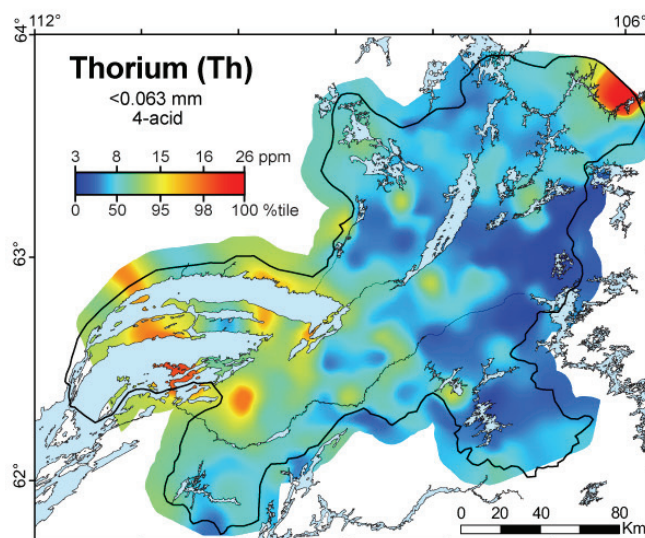 112°
106°
64°
Thorium (Th)
<0.063 mm
4-acid
3 8 15 16 26 ppm
0 50 95 98 100 %tile
63°
62°
0 20 40 60 80
Km